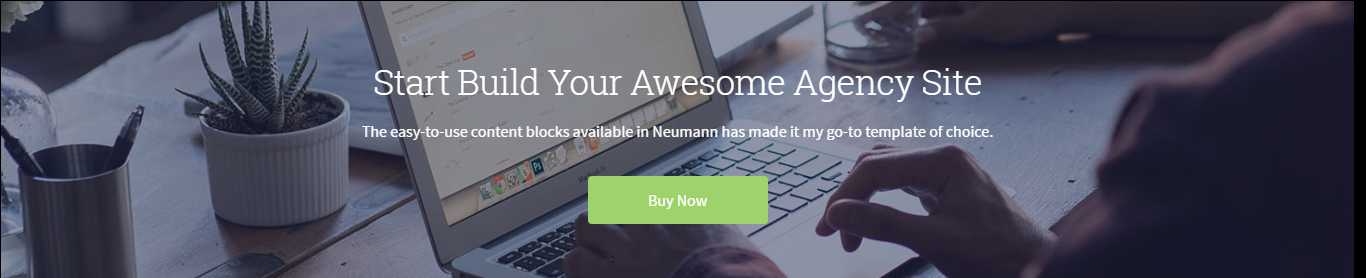 Start Build Your Awesome Agency Site
The easy-to-use content blocks available in Neumann has made it my go-to template of choice.
Buy Now